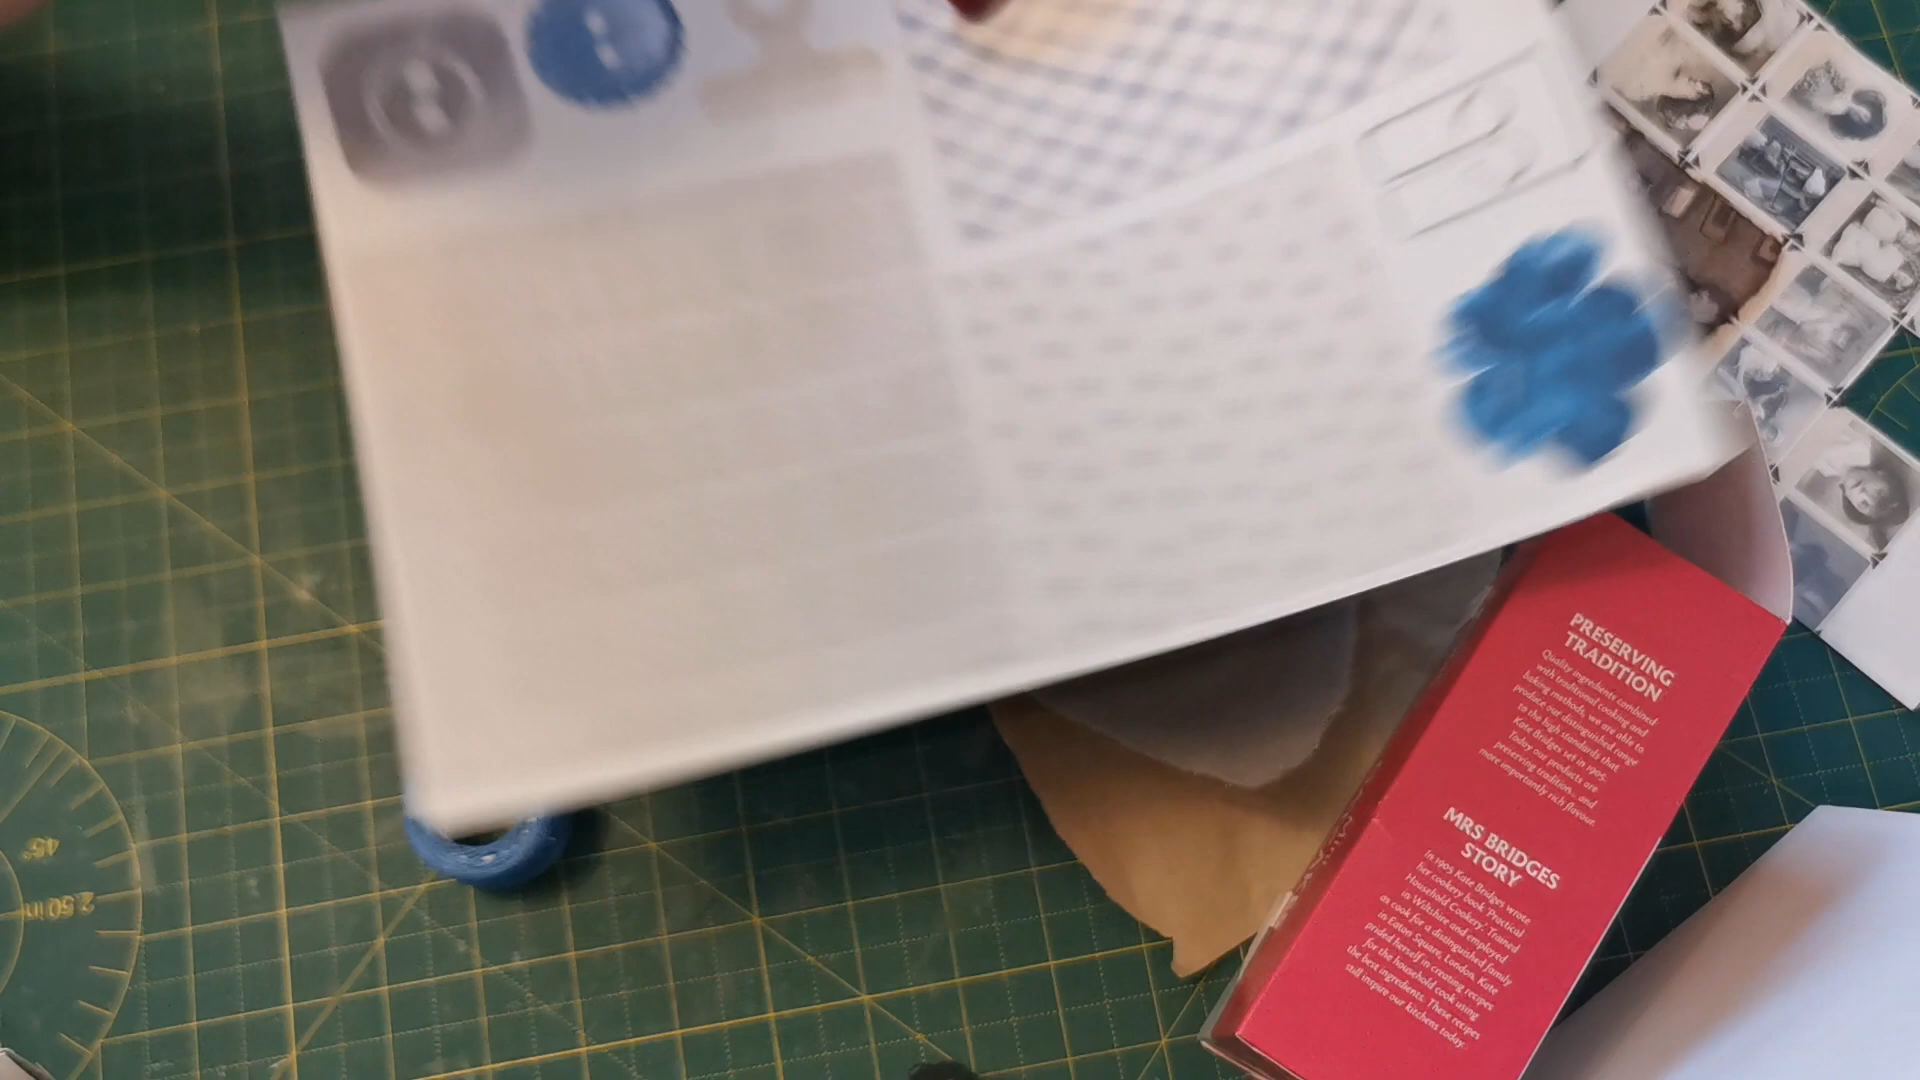 PRESERVING
TRADITION
Quality ingredients combined
with traditional cooking and
baking methods, we are able to
produce our distinguished range
to the high standards that
Kate Bridges set in 1905.
Today our products are
preserving tradition... and
more importantly rich flavour.
MRS BRIDGES
STORY
In 1905 Kate Bridges wrote
her cookery book 'Practical
Household Cookery'. Trained
in Wiltshire and employed
as cook for a distinguished family
in Eaton Square, London, Kate
prided herself in creating recipes
for the household cook using
the best ingredients. These recipes
still inspire our kitchens today.
45°
2.50 in